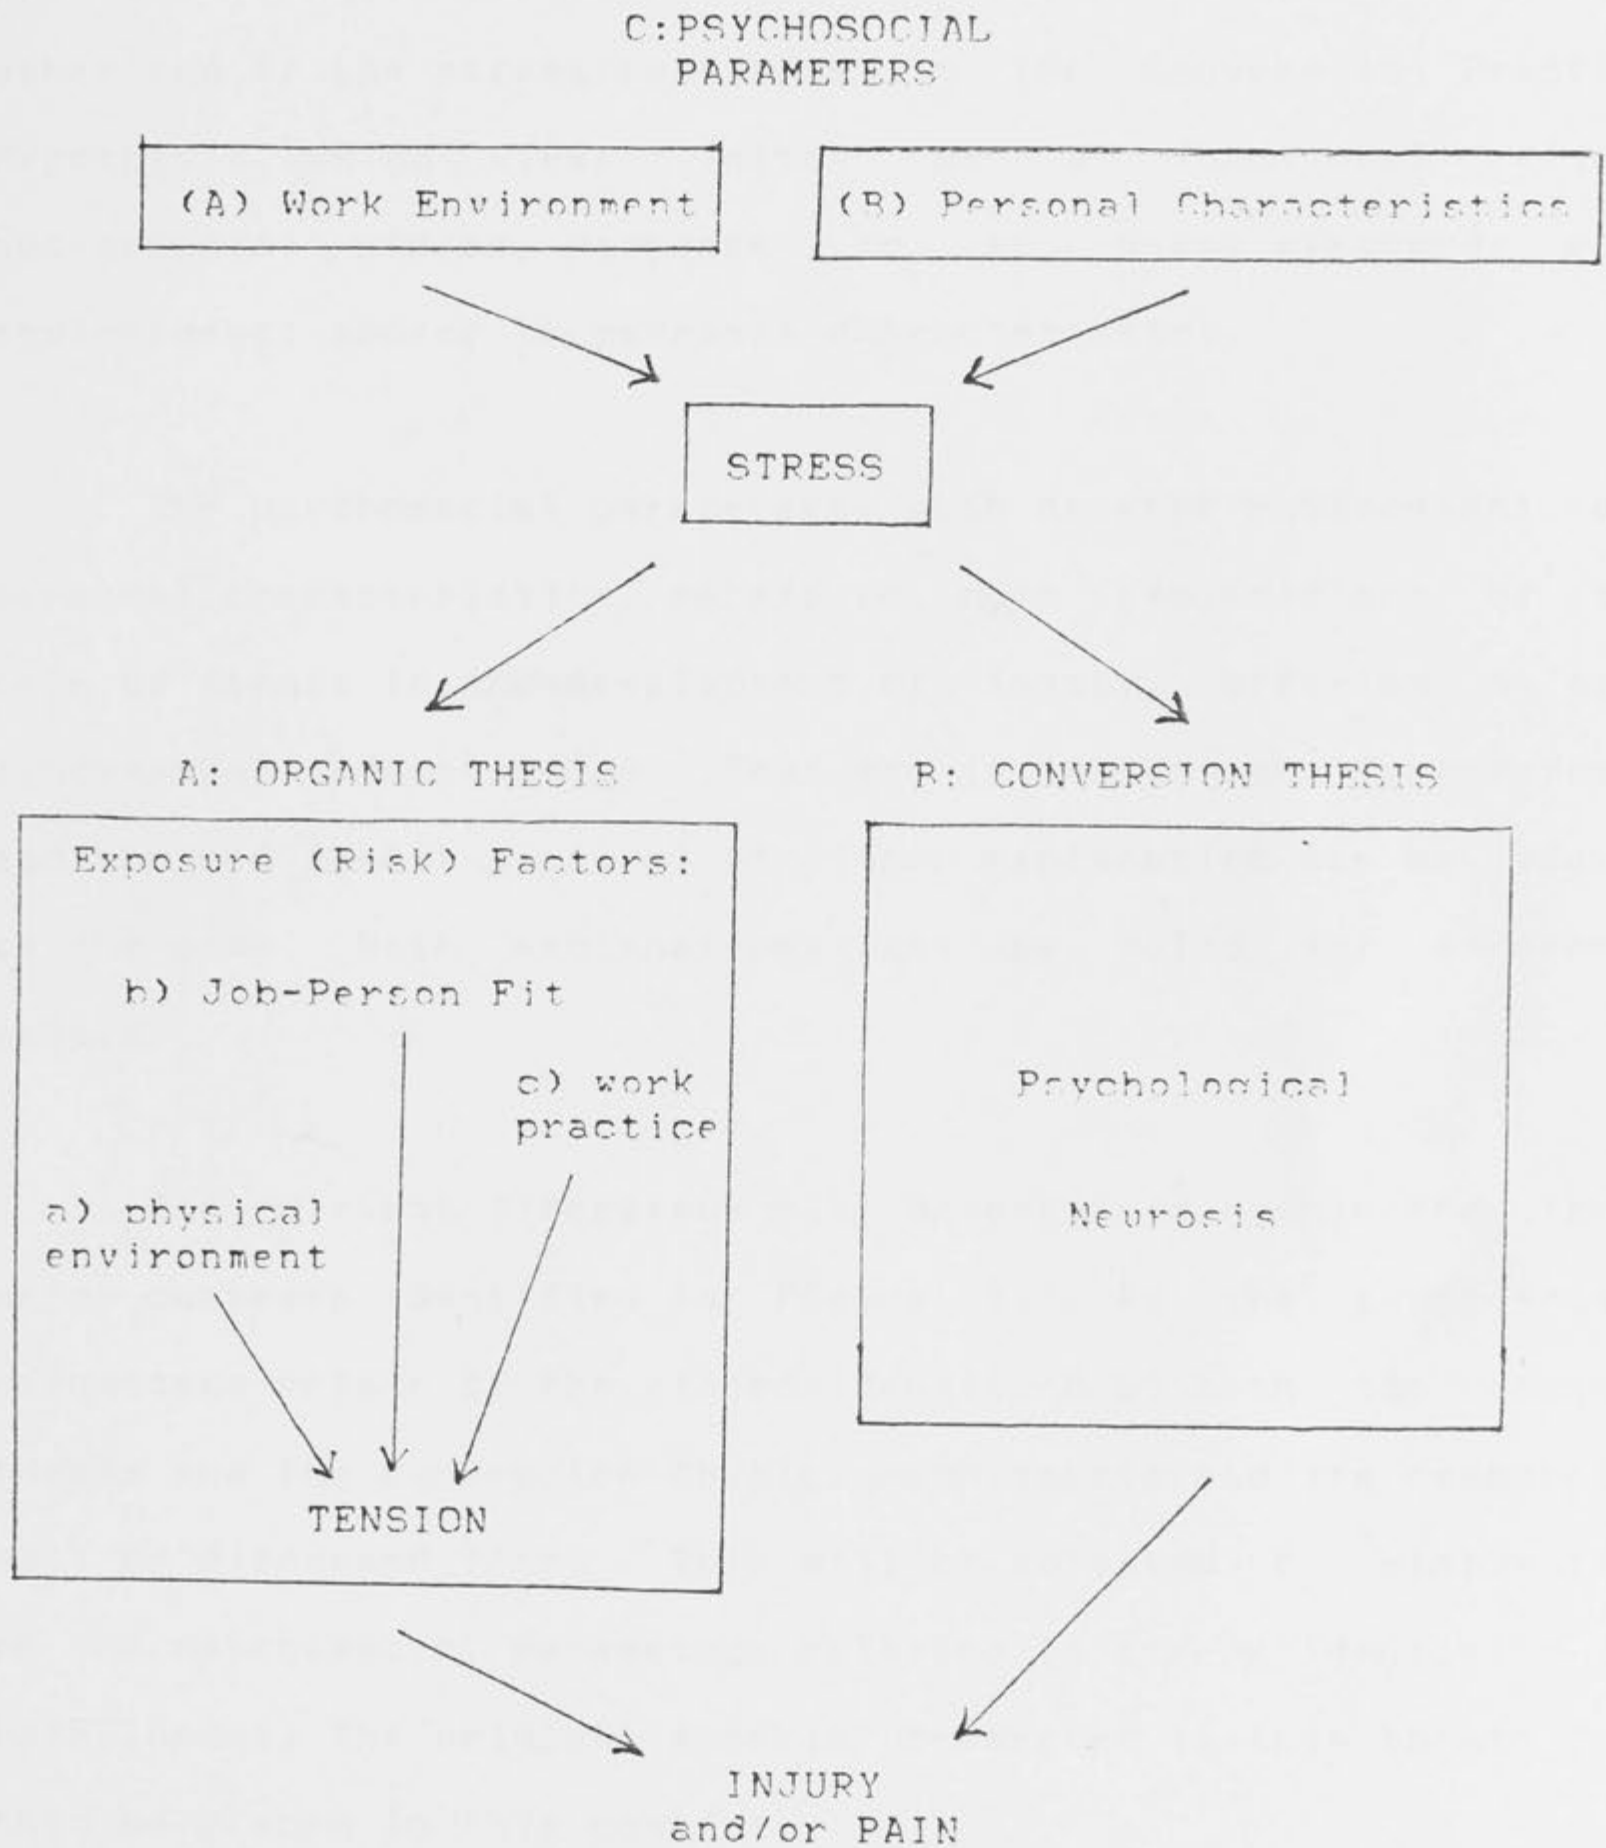 C:PSYCHOSOCIAL
PARAMETERS
(A) Work Environment
(B) Personal Characteristics
STRESS
A: ORGANIC THESIS
B: CONVERSION THESIS
Exposure (Risk) Factors:
b) Job-Person Fit
c) work
practice
a) physical
environment
TENSION
Psychological
Neurosis
INJURY
and/or PAIN